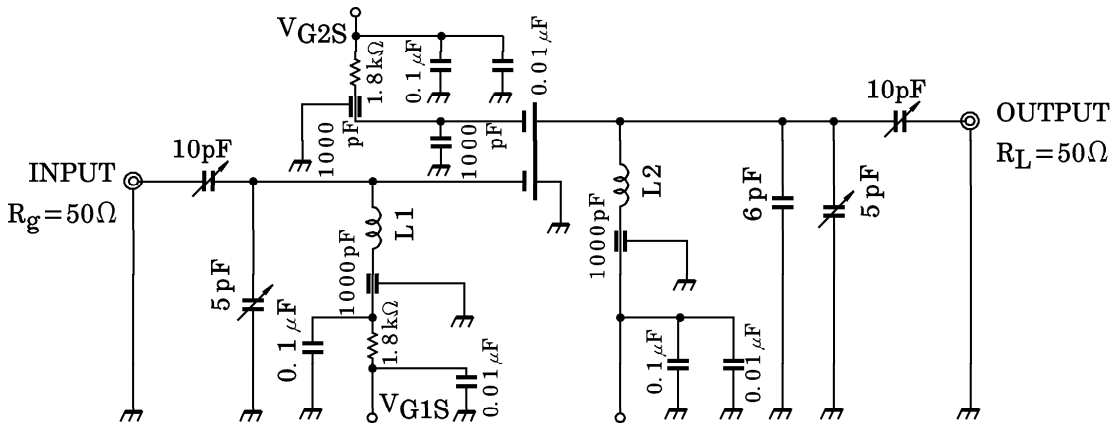 VG2S
1.8kΩ
0.1μF
0.01μF
1000
pF
1000
pF
10pF
INPUT
Rg=50Ω
5pF
L1
1000pF
0.1μF
1.8kΩ
VG1S
0.01μF
L2
1000pF
0.1μF
0.01μF
6pF
5pF
10pF
OUTPUT
RL=50Ω